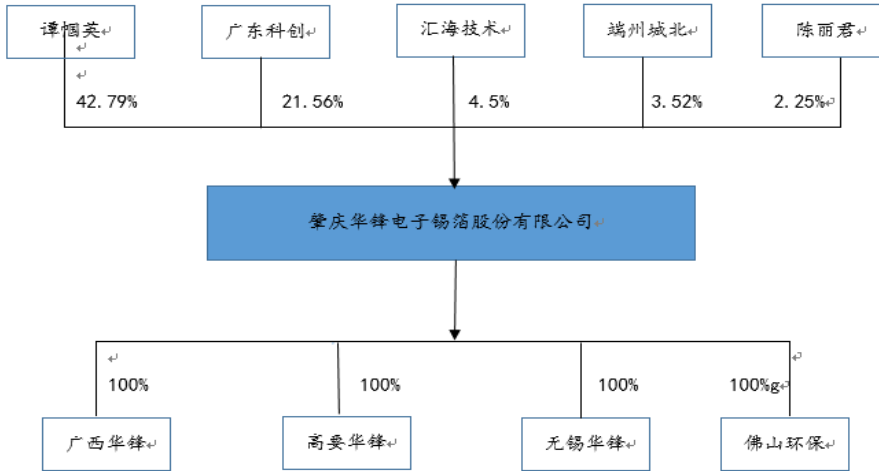 谭帼英
广东科创
汇海技术
端州城北
陈丽君
42.79%
21.56%
4.5%
3.52%
2.25%
肇庆华锋电子锡箔股份有限公司
100%
100%
100%
100%g
广西华锋
高要华锋
无锡华锋
佛山环保